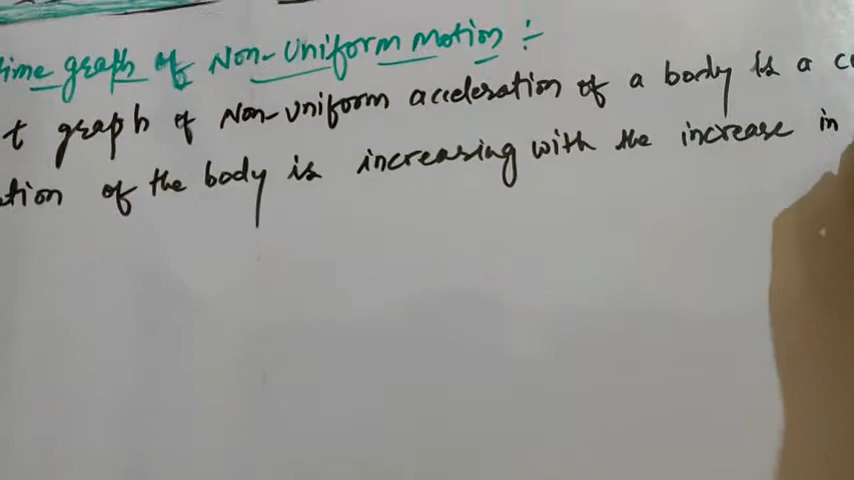 ime graph of Non-Uniform motion :-
t graph of Non-uniform acceleration of a body is a c
tion of the body is increasing with the increase in